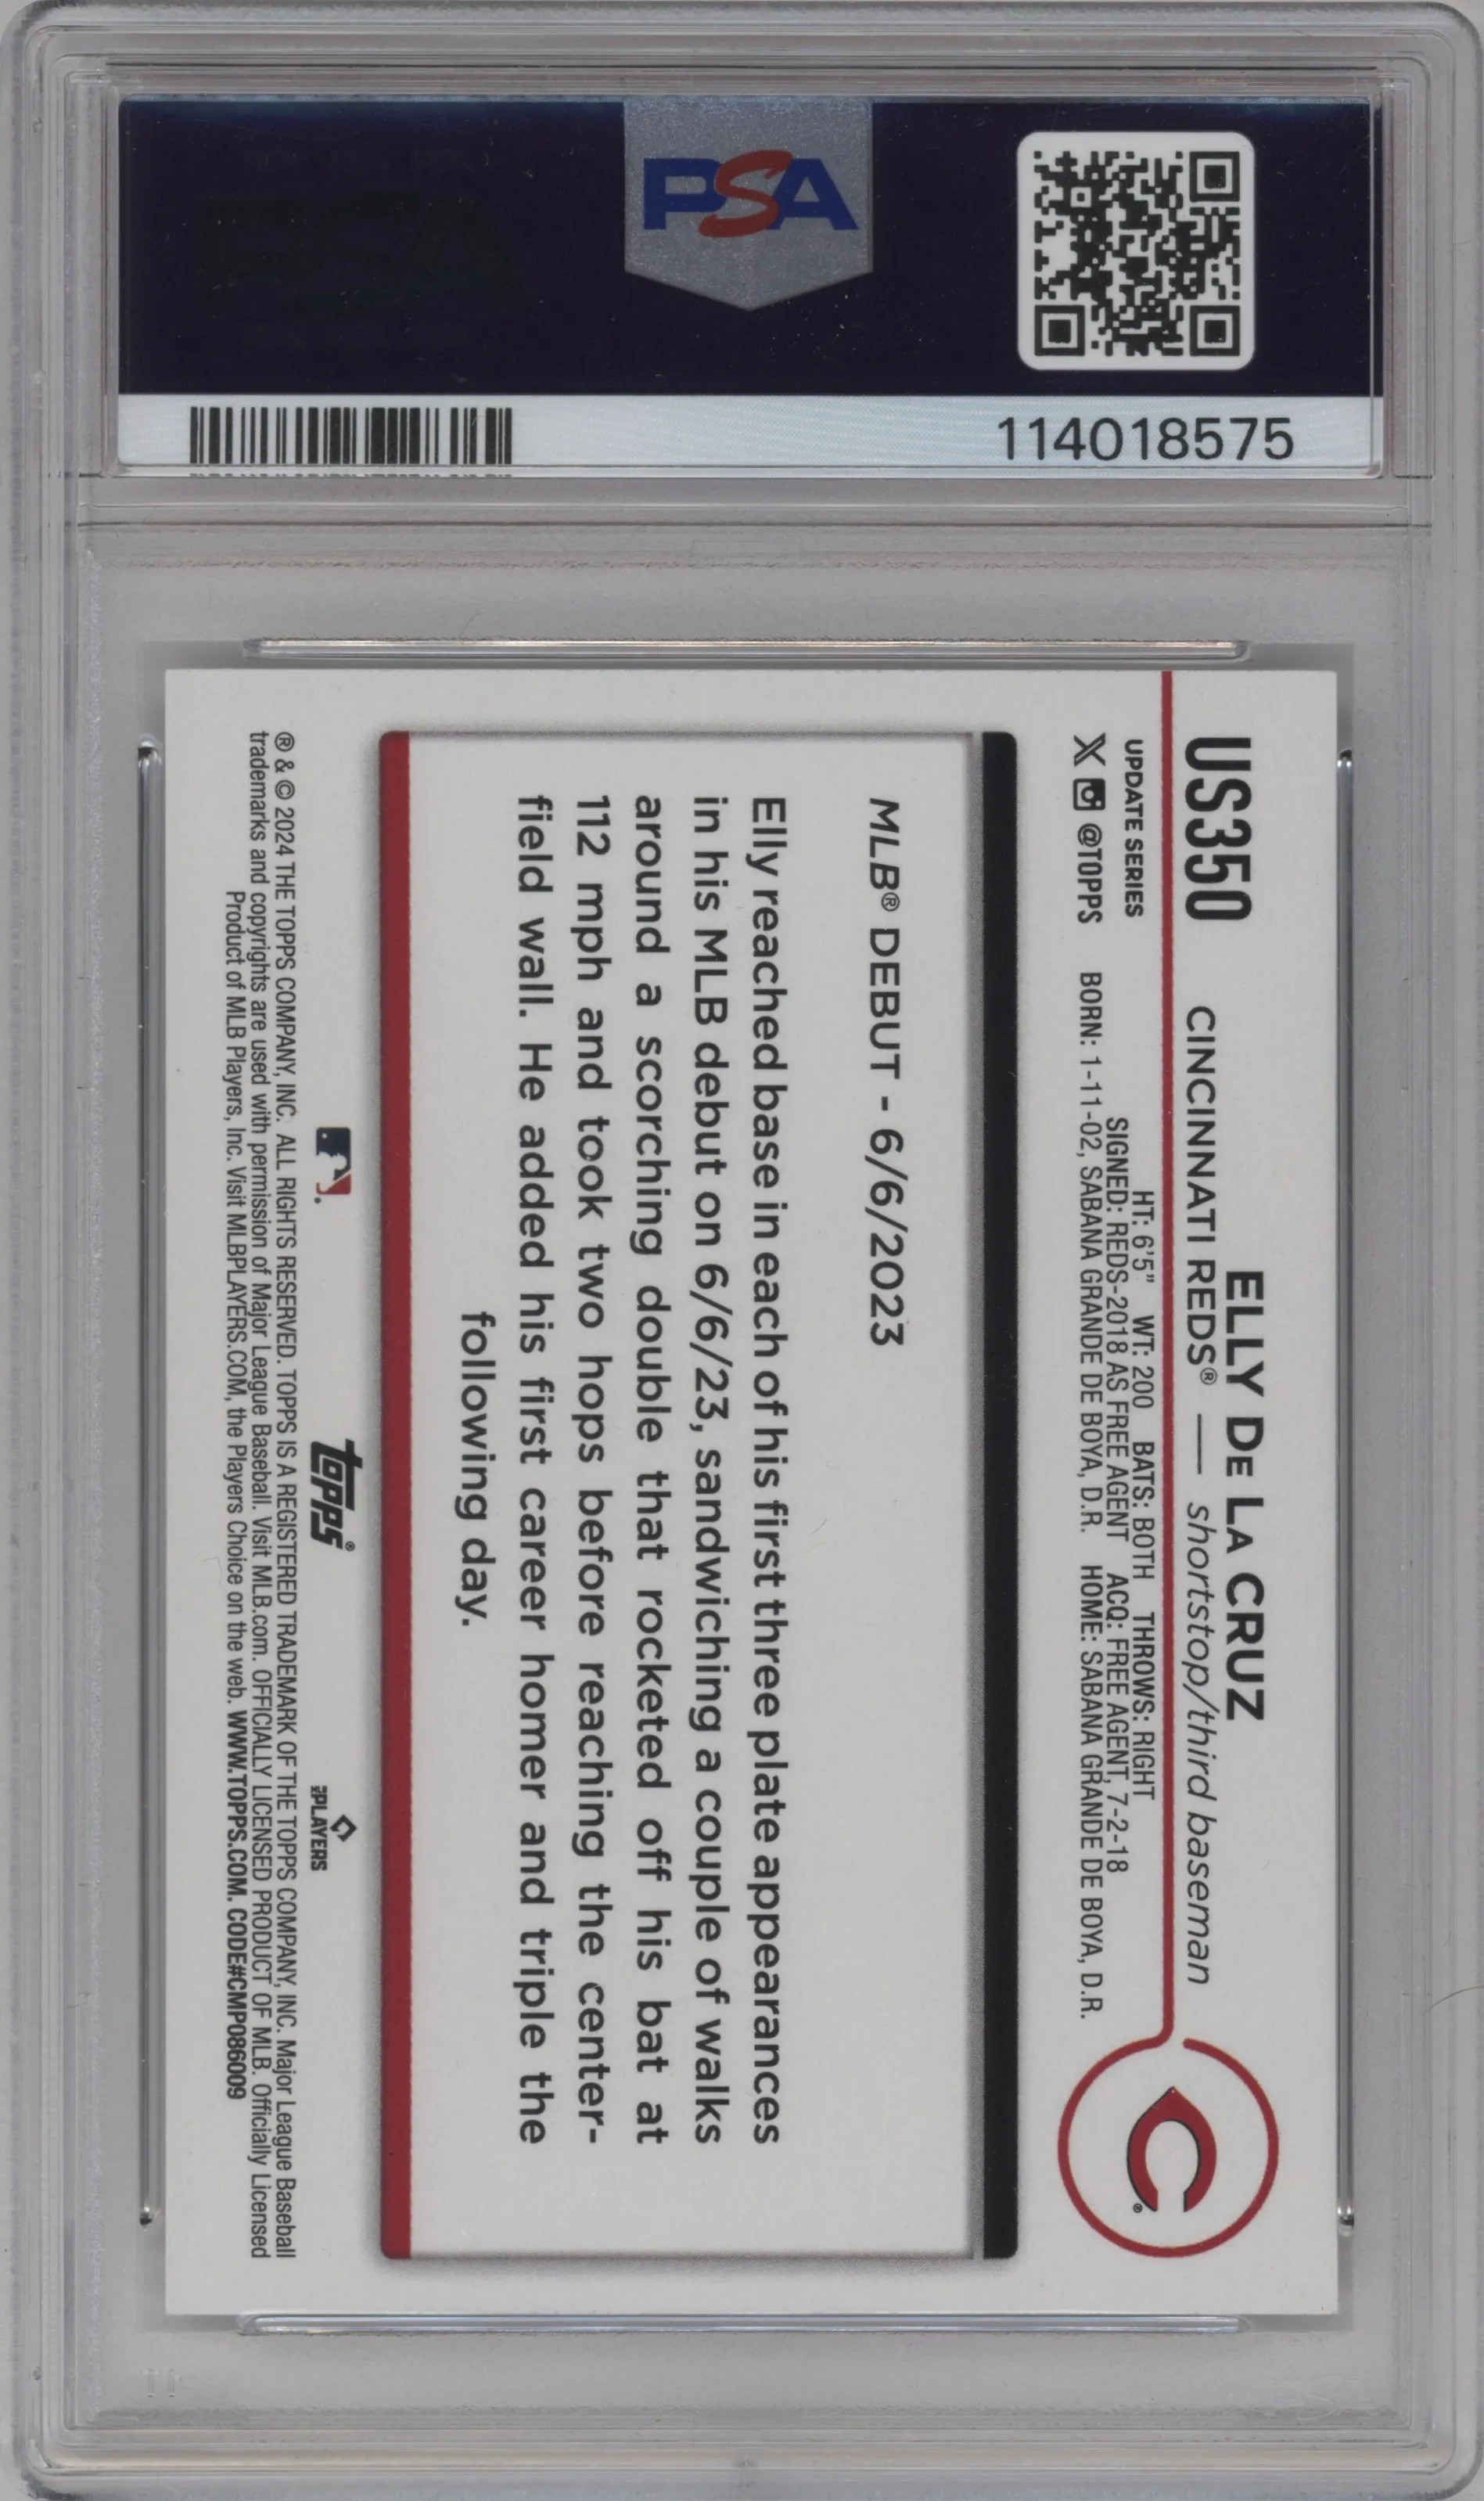 PSA
114018575
US350
UPDATE SERIES
@TOPPS
ELLY DE LA CRUZ
CINCINNATI REDS® — shortstop/third baseman
HT: 6'5" WT: 200 BATS: BOTH THROWS: RIGHT
SIGNED: REDS-2018 AS FREE AGENT ACQ: FREE AGENT, 7-2-18
BORN: 1-11-02, SABANA GRANDE DE BOYA, D.R. HOME: SABANA GRANDE DE BOYA, D.R.
C®
MLB® DEBUT - 6/6/2023
Elly reached base in each of his first three plate appearances
in his MLB debut on 6/6/23, sandwiching a couple of walks
around a scorching double that rocketed off his bat at
112 mph and took two hops before reaching the center-
field wall. He added his first career homer and triple the
following day.
topps®
PLAYERS
® & © 2024 THE TOPPS COMPANY, INC. ALL RIGHTS RESERVED. TOPPS IS A REGISTERED TRADEMARK OF THE TOPPS COMPANY, INC. Major League Baseball
trademarks and copyrights are used with permission of Major League Baseball. Visit MLB.com. OFFICIALLY LICENSED PRODUCT OF MLB. Officially Licensed
Product of MLB Players, Inc. Visit MLBPLAYERS.COM, the Players Choice on the web. WWW.TOPPS.COM. CODE#CMP086009